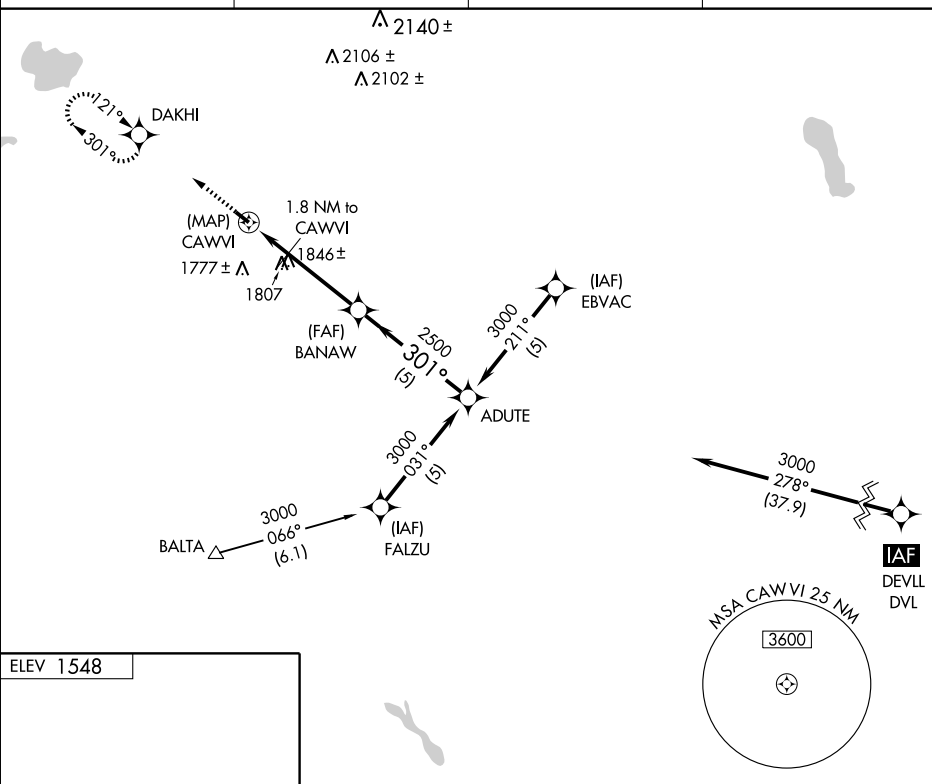 2140 ±
2106 ±
2102 ±
121°
DAKHI
301°
1.8 NM to
CAWVI
(MAP)
CAWVI
1846 ±
1777 ±
1807
(IAF)
EBVAC
3000
211°
(5)
(FAF)
BANAW
2500
301°
(5)
ADUTE
3000
031°
(5)
3000
278°
(37.9)
3000
066°
(6.1)
BALTA
(IAF)
FALZU
IAF
DEVLL
DVL
MSA CAWVI 25 NM
3600
ELEV 1548